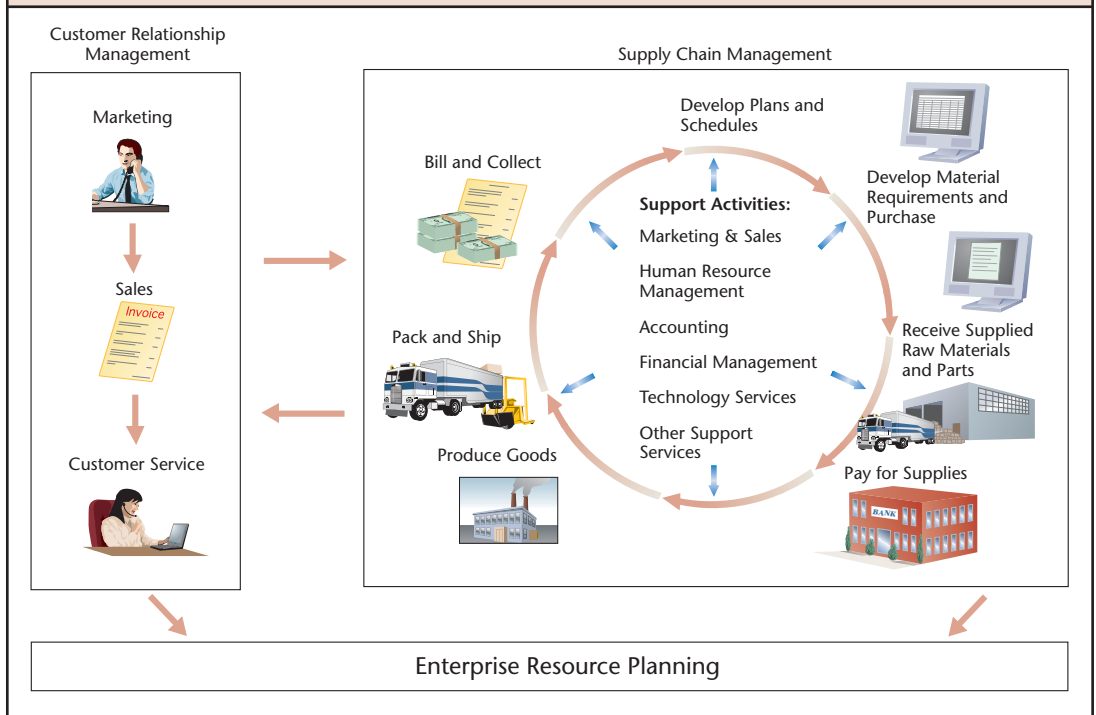 Customer Relationship
Management
Marketing
Sales
Invoice
Customer Service
Supply Chain Management
Develop Plans and
Schedules
Develop Material
Requirements and
Purchase
Receive Supplied
Raw Materials
and Parts
Pay for Supplies
BANK
Produce Goods
Pack and Ship
Bill and Collect
Support Activities:
Marketing & Sales
Human Resource
Management
Accounting
Financial Management
Technology Services
Other Support
Services
Enterprise Resource Planning